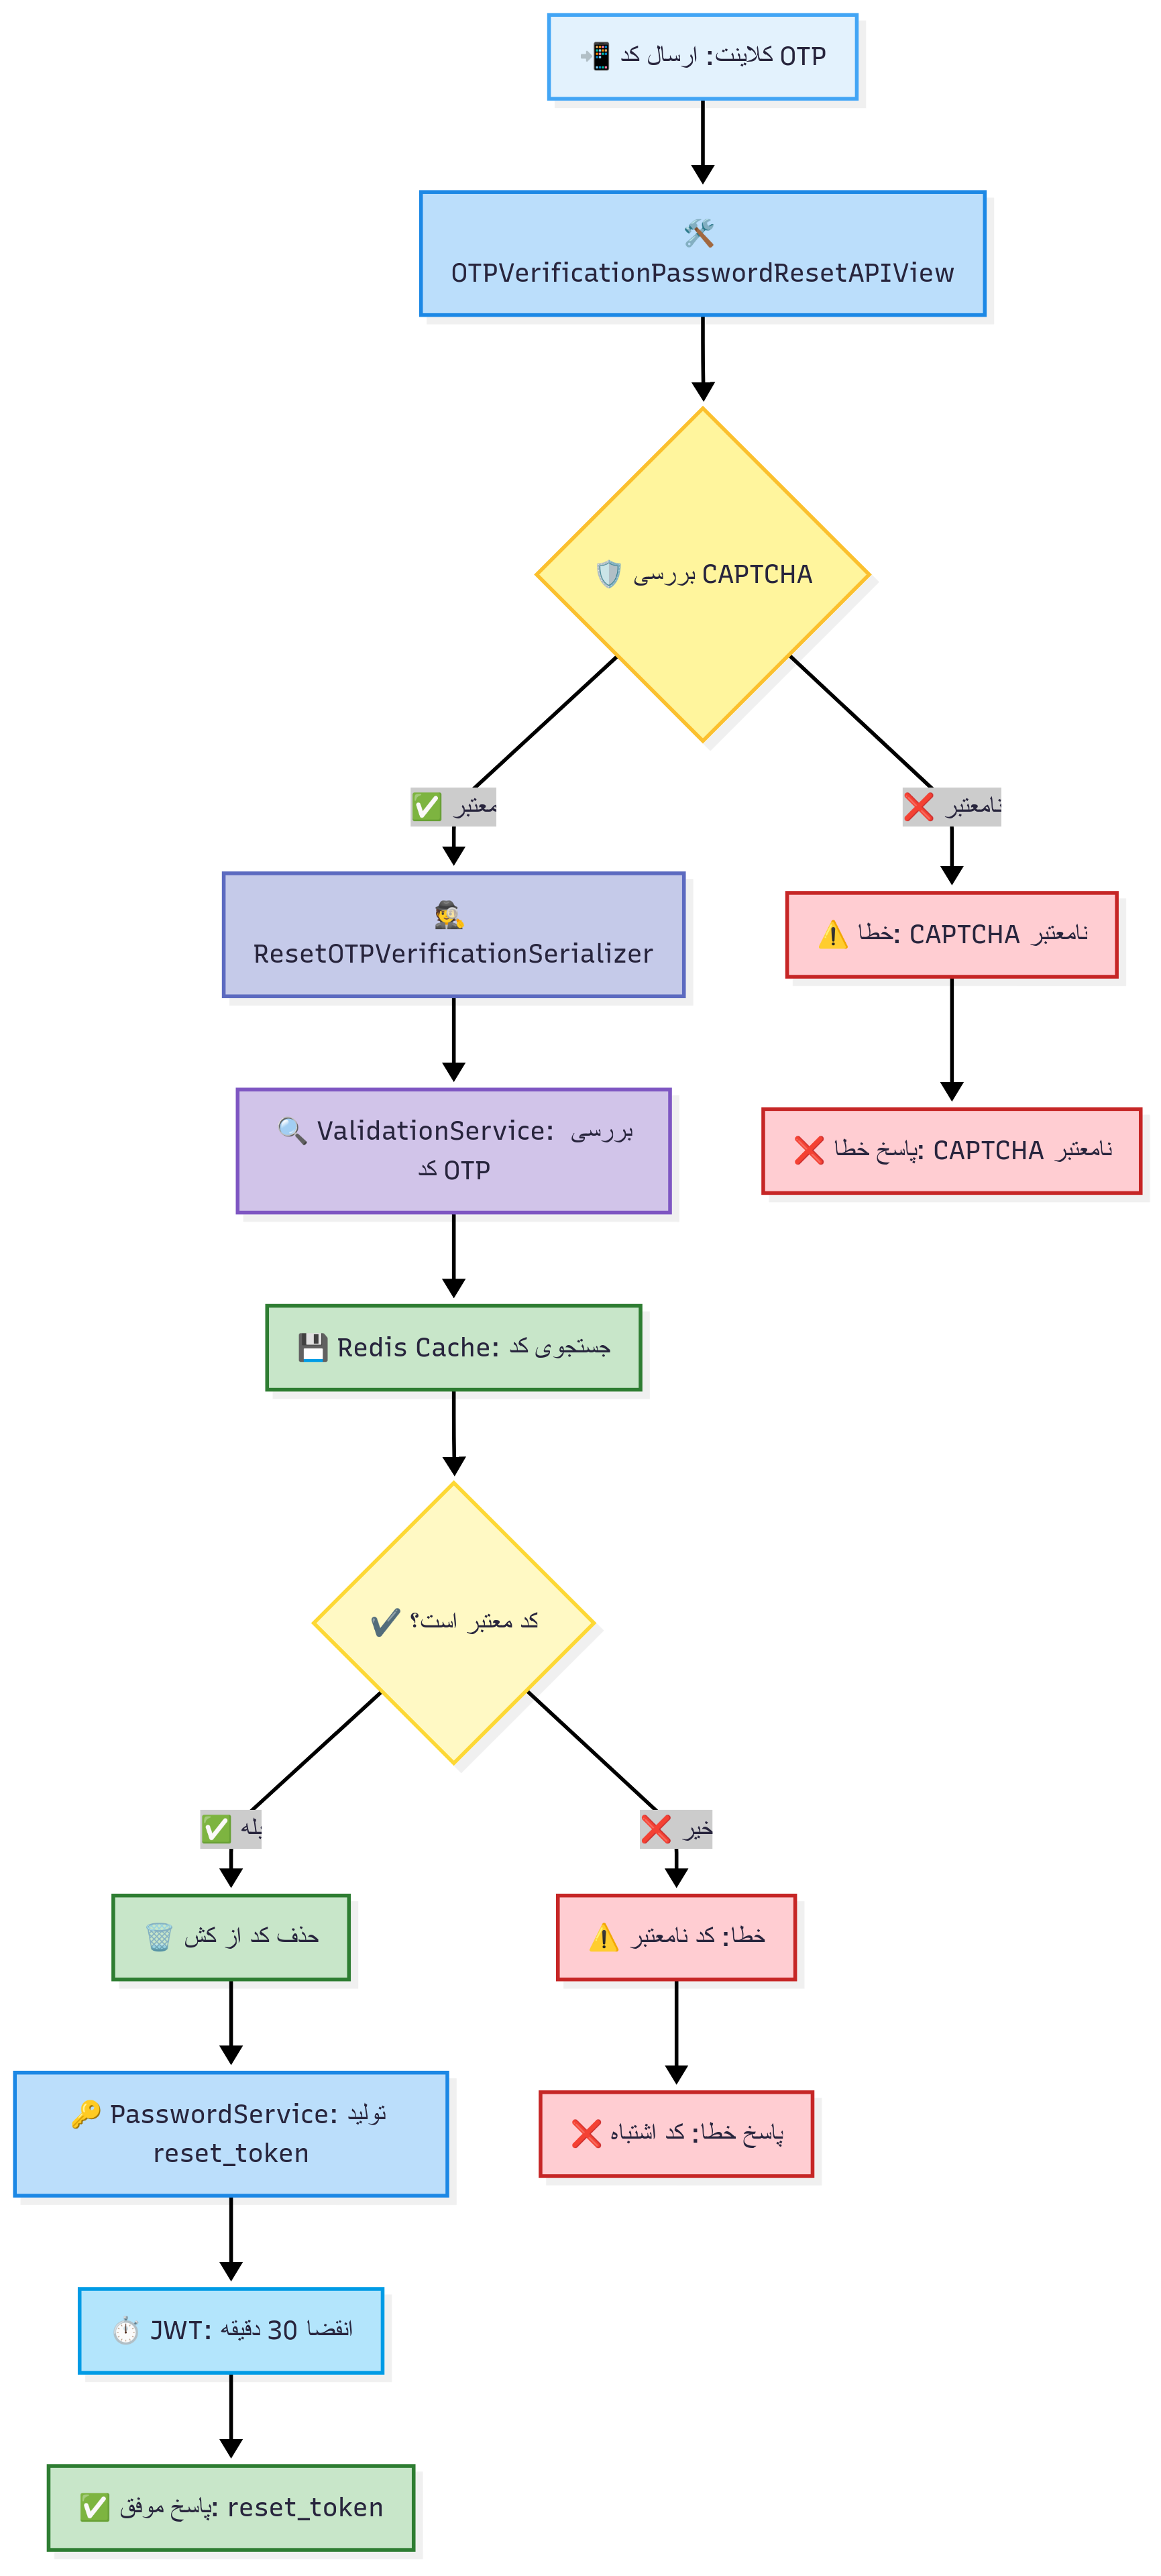 📲 کلاینت: ارسال کد OTP
🛠️
OTPVerificationPasswordResetAPIView
🛡️ بررسی CAPTCHA
✅ معتبر
❌ نامعتبر
🕵️
ResetOTPVerificationSerializer
⚠️ خطا: CAPTCHA نامعتبر
🔍 ValidationService: بررسی
کد OTP
❌ پاسخ خطا: CAPTCHA نامعتبر
💾 Redis Cache: جستجوی کد
✔️ کد معتبر است؟
✅ بله
❌ خیر
🗑️ حذف کد از کش
⚠️ خطا: کد نامعتبر
🔑 PasswordService: تولید
reset_token
❌ پاسخ خطا: کد اشتباه
⏱️ JWT: انقضا 30 دقیقه
✅ پاسخ موفق: reset_token